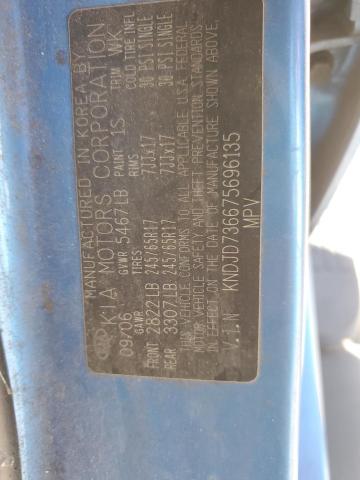 MANUFACTURED IN KOREA BY
KIA MOTORS CORPORATION
09/06 GVWR 5467LB PAINT 1S TRIM WK
GAWR TIRES RIMS COLD TIRE INFL
FRONT 2822LB 245/65R17 7JJx17 30 PSI SINGLE
REAR 3307LB 245/65R17 7JJx17 30 PSI SINGLE
THIS VEHICLE CONFORMS TO ALL APPLICABLE U.S.A. FEDERAL
MOTOR VEHICLE SAFETY AND THEFT PREVENTION STANDARDS
IN EFFECT ON THE DATE OF MANUFACTURE SHOWN ABOVE.
V.I.N KNDJD736675696135
MPV